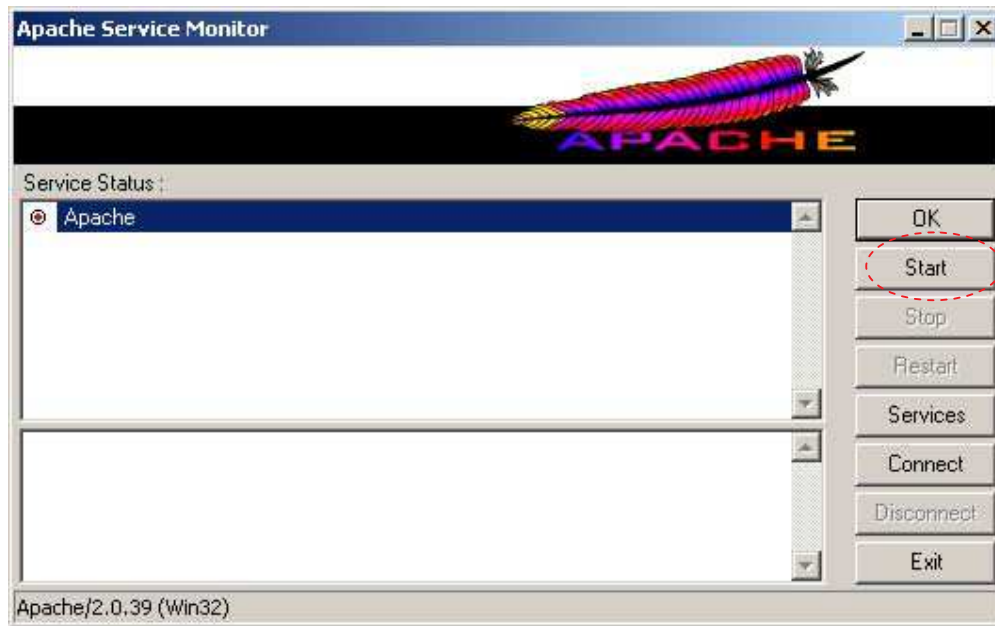 Apache Service Monitor
APACHE
Service Status :
Apache
OK
Start
Stop
Restart
Services
Connect
Disconnect
Exit
Apache/2.0.39 (Win32)